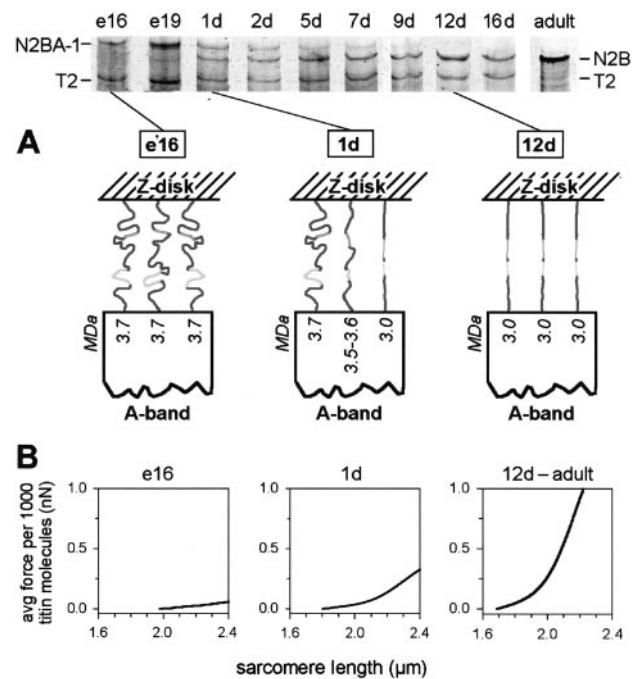 e16 e19 1d 2d 5d 7d 9d 12d 16d adult
N2BA-1
N2B
T2 T2
A e16 1d 12d
Z-disk Z-disk Z-disk
MDa 3.7 3.7 3.7 MDa 3.7 3.5-3.6 3.0 MDa 3.0 3.0 3.0
A-band A-band A-band
B e16 1d 12d – adult
avg force per 1000
titin molecules (nN)
1.0 1.0 1.0
0.5 0.5 0.5
0.0 0.0 0.0
1.6 2.0 2.4 1.6 2.0 2.4 1.6 2.0 2.4
sarcomere length (µm)